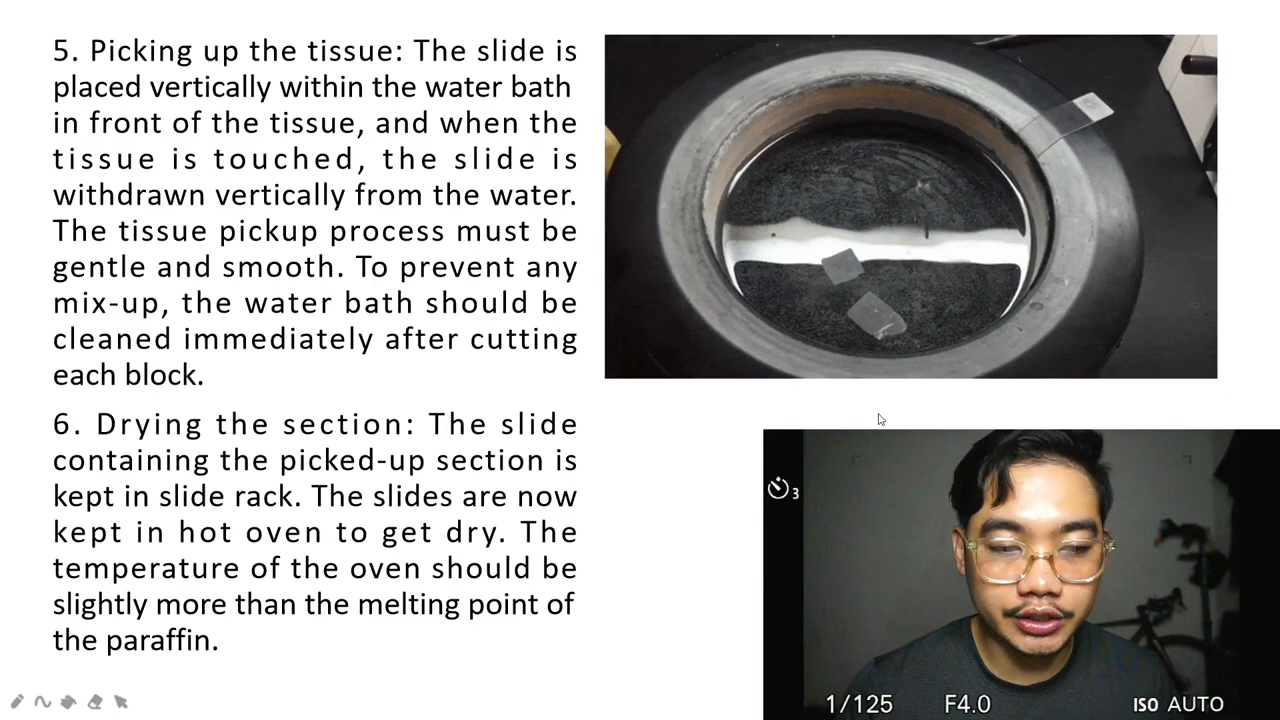 5. Picking up the tissue: The slide is
placed vertically within the water bath
in front of the tissue, and when the
tissue is touched, the slide is
withdrawn vertically from the water.
The tissue pickup process must be
gentle and smooth. To prevent any
mix-up, the water bath should be
cleaned immediately after cutting
each block.
6. Drying the section: The slide
containing the picked-up section is
kept in slide rack. The slides are now
kept in hot oven to get dry. The
temperature of the oven should be
slightly more than the melting point of
the paraffin.
3
1/125 F4.0 ISO AUTO